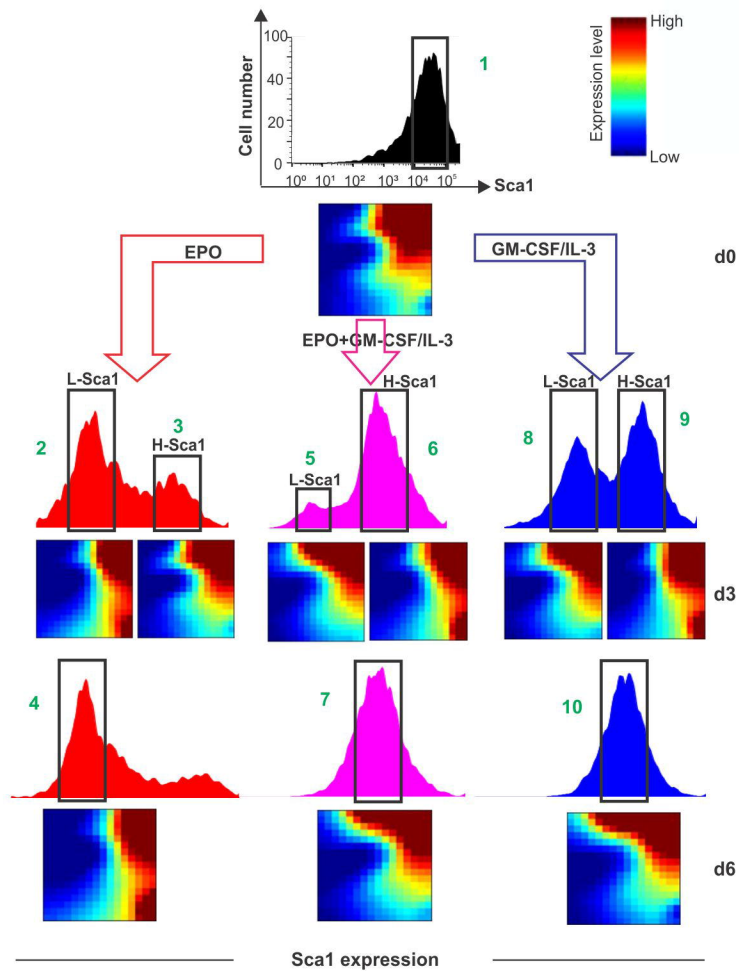 100
80
40
20
0
Cell number
10⁰ 10¹ 10² 10³ 10⁴ 10⁵
Sca1
1
High
Expression level
Low
EPO
GM-CSF/IL-3
d0
EPO+GM-CSF/IL-3
L-Sca1
H-Sca1
L-Sca1
H-Sca1
2
3
H-Sca1
5
L-Sca1
6
8
9
d3
4
7
10
d6
Sca1 expression